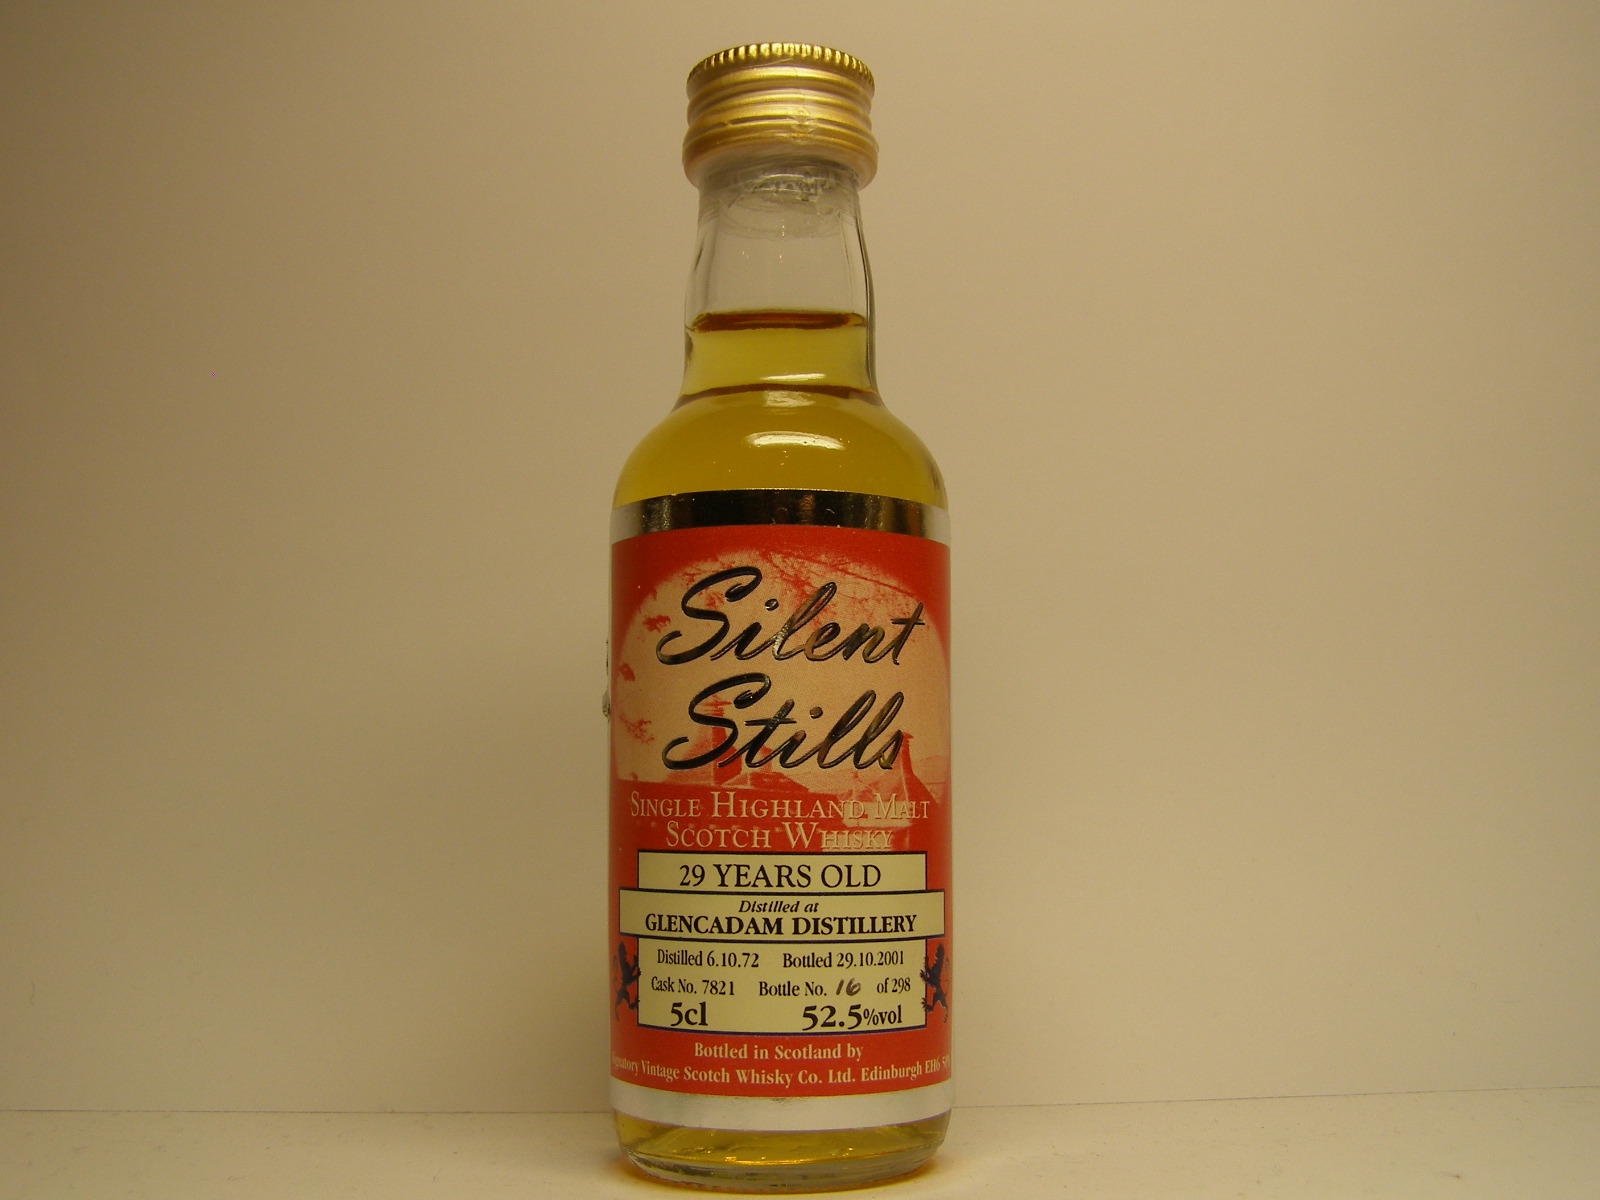 Silent
Stills
SINGLE HIGHLAND MALT
SCOTCH WHISKY
29 YEARS OLD
Distilled at
GLENCADAM DISTILLERY
Distilled 6.10.72 Bottled 29.10.2001
Cask No. 7821 Bottle No. 16 of 298
5cl 52.5%vol
Bottled in Scotland by
Vintage Scotch Whisky Co. Ltd. Edinburgh EH6